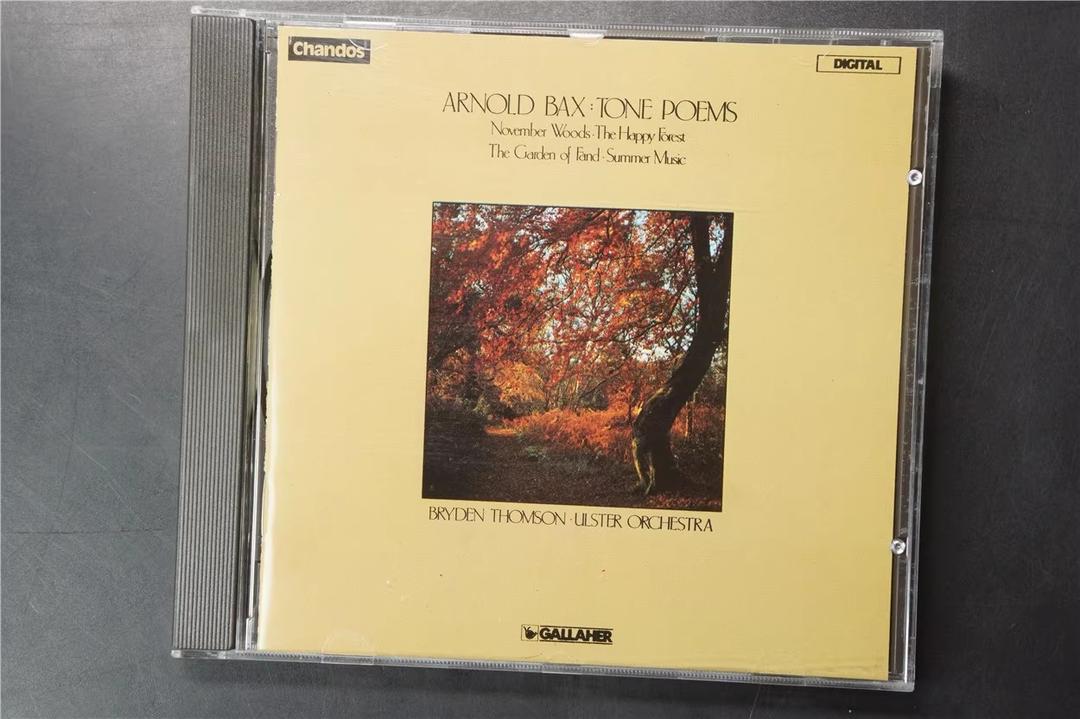 Chandos
DIGITAL
ARNOLD BAX : TONE POEMS
November Woods · The Happy Forest
The Garden of Fand · Summer Music
BRYDEN THOMSON · ULSTER ORCHESTRA
GALLAHER